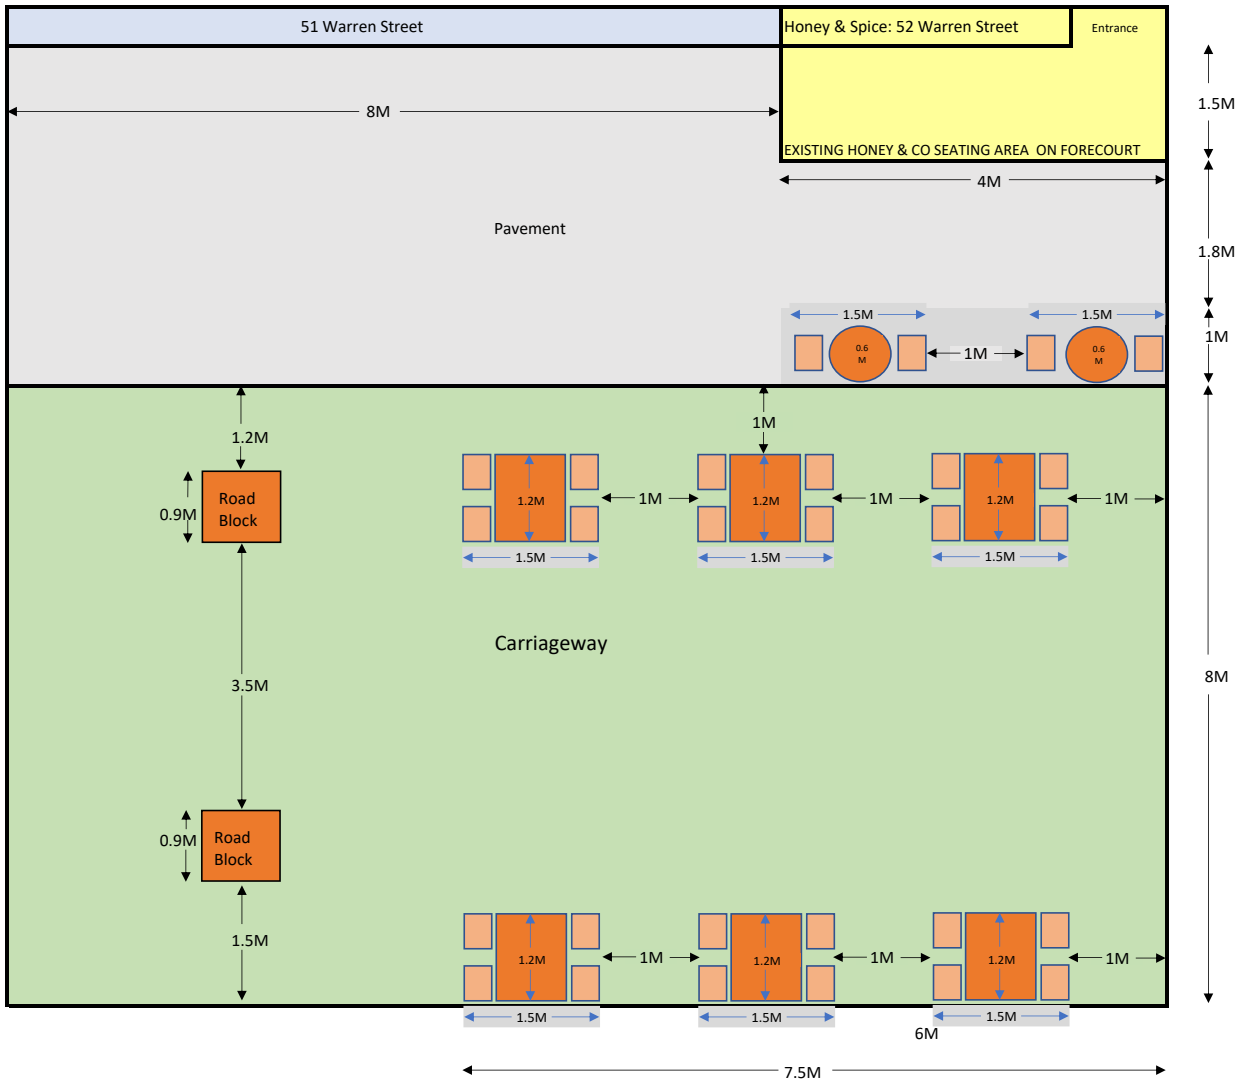 51 Warren Street
Honey & Spice: 52 Warren Street
Entrance
8M
1.5M
EXISTING HONEY & CO SEATING AREA ON FORECOURT
4M
Pavement
1.8M
1.5M
1.5M
1M
0.6
M
1M
0.6
M
1M
1.2M
0.9M
Road
Block
1.2M
1M
1.2M
1M
1.2M
1M
1.5M
1.5M
1.5M
Carriageway
3.5M
8M
0.9M
Road
Block
1.5M
1.2M
1M
1.2M
1M
1.2M
1M
1.5M
1.5M
1.5M
6M
7.5M